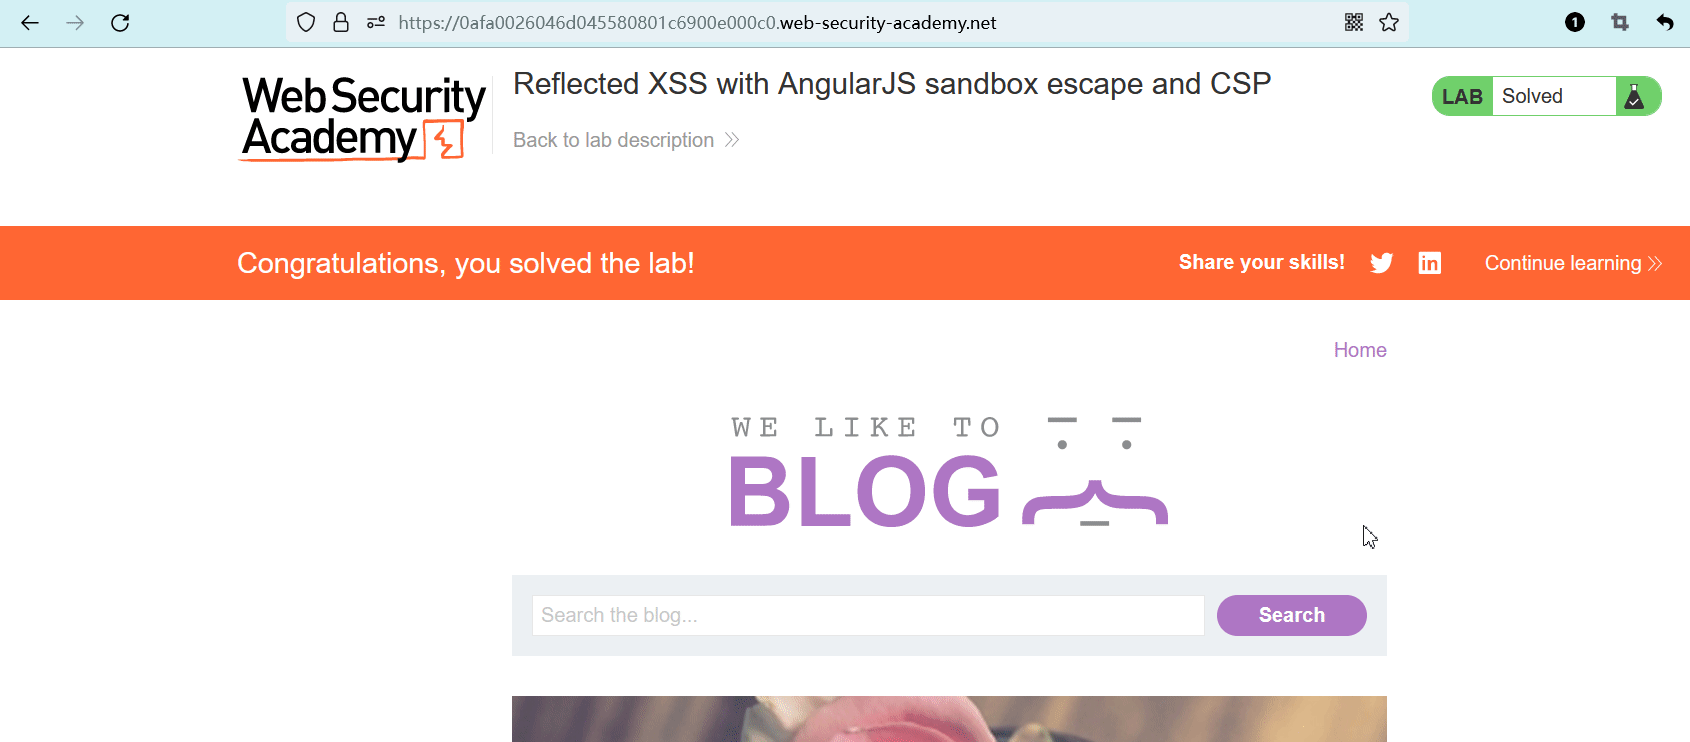 https://0afa0026046d045580801c6900e000c0.web-security-academy.net
1
Web Security
Academy
Reflected XSS with AngularJS sandbox escape and CSP
Back to lab description
LAB Solved
Congratulations, you solved the lab!
Share your skills!
in
Continue learning
Home
WE LIKE TO
BLOG
Search the blog...
Search